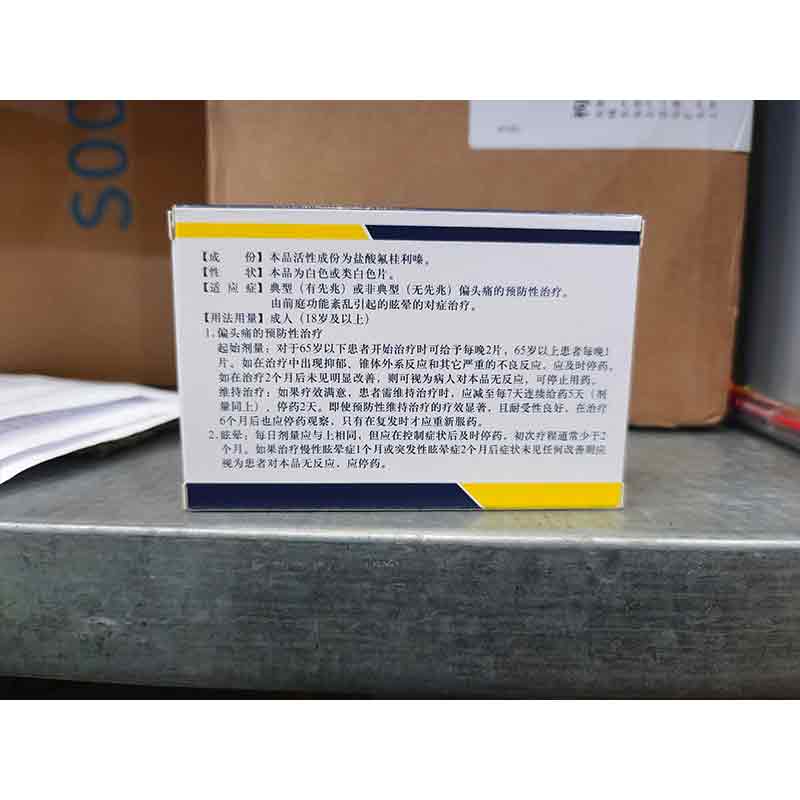 SOO
【成　份】本品活性成份为盐酸氟桂利嗪。
【性　状】本品为白色或类白色片。
【适 应 症】典型（有先兆）或非典型（无先兆）偏头痛的预防性治疗。
由前庭功能紊乱引起的眩晕的对症治疗。
【用法用量】成人（18岁及以上）
1. 偏头痛的预防性治疗
起始剂量：对于65岁以下患者开始治疗时可给予每晚2片，65岁以上患者每晚1
片。如在治疗中出现抑郁、锥体外系反应和其它严重的不良反应，应及时停药。
如在治疗2个月后未见明显改善，则可视为病人对本品无反应，可停止用药。
维持治疗：如果疗效满意，患者需维持治疗时，应减至每7天连续给药5天（剂
量同上），停药2天。即使预防性维持治疗的疗效显著，且耐受性良好，在治疗
6个月后也应停药观察，只有在复发时才应重新服药。
2. 眩晕：每日剂量应与上相同，但应在控制症状后及时停药，初次疗程通常少于2
个月。如果治疗慢性眩晕症1个月或突发性眩晕症2个月后症状未见任何改善则应
视为患者对本品无反应，应停药。